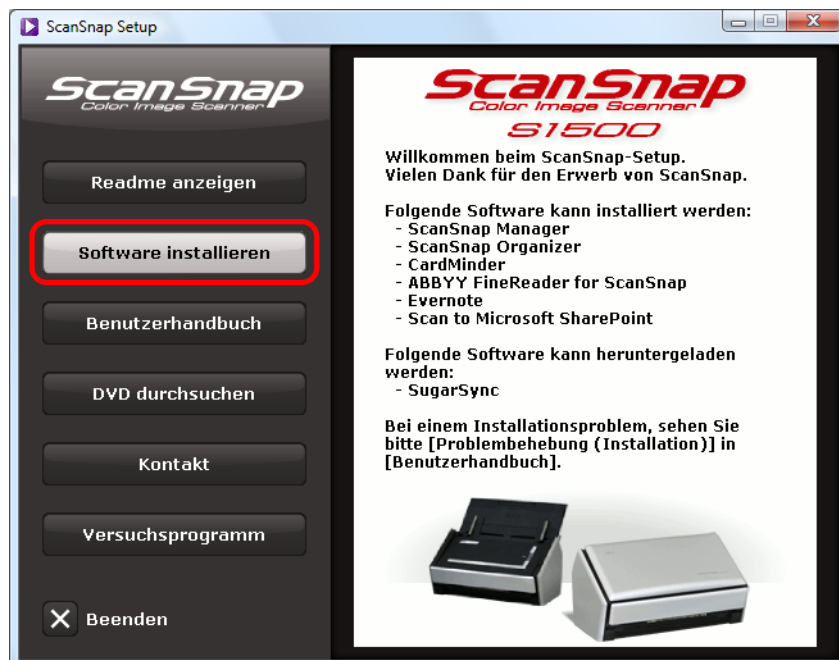 ScanSnap Setup
ScanSnap
Color Image Scanner
Readme anzeigen
Software installieren
Benutzerhandbuch
DVD durchsuchen
Kontakt
Versuchsprogramm
Beenden
ScanSnap
Color Image Scanner
S1500
Willkommen beim ScanSnap-Setup.
Vielen Dank für den Erwerb von ScanSnap.
Folgende Software kann installiert werden:
- ScanSnap Manager
- ScanSnap Organizer
- CardMinder
- ABBYY FineReader for ScanSnap
- Evernote
- Scan to Microsoft SharePoint
Folgende Software kann heruntergeladen
werden:
- SugarSync
Bei einem Installationsproblem, sehen Sie
bitte [Problembehebung (Installation)] in
[Benutzerhandbuch].